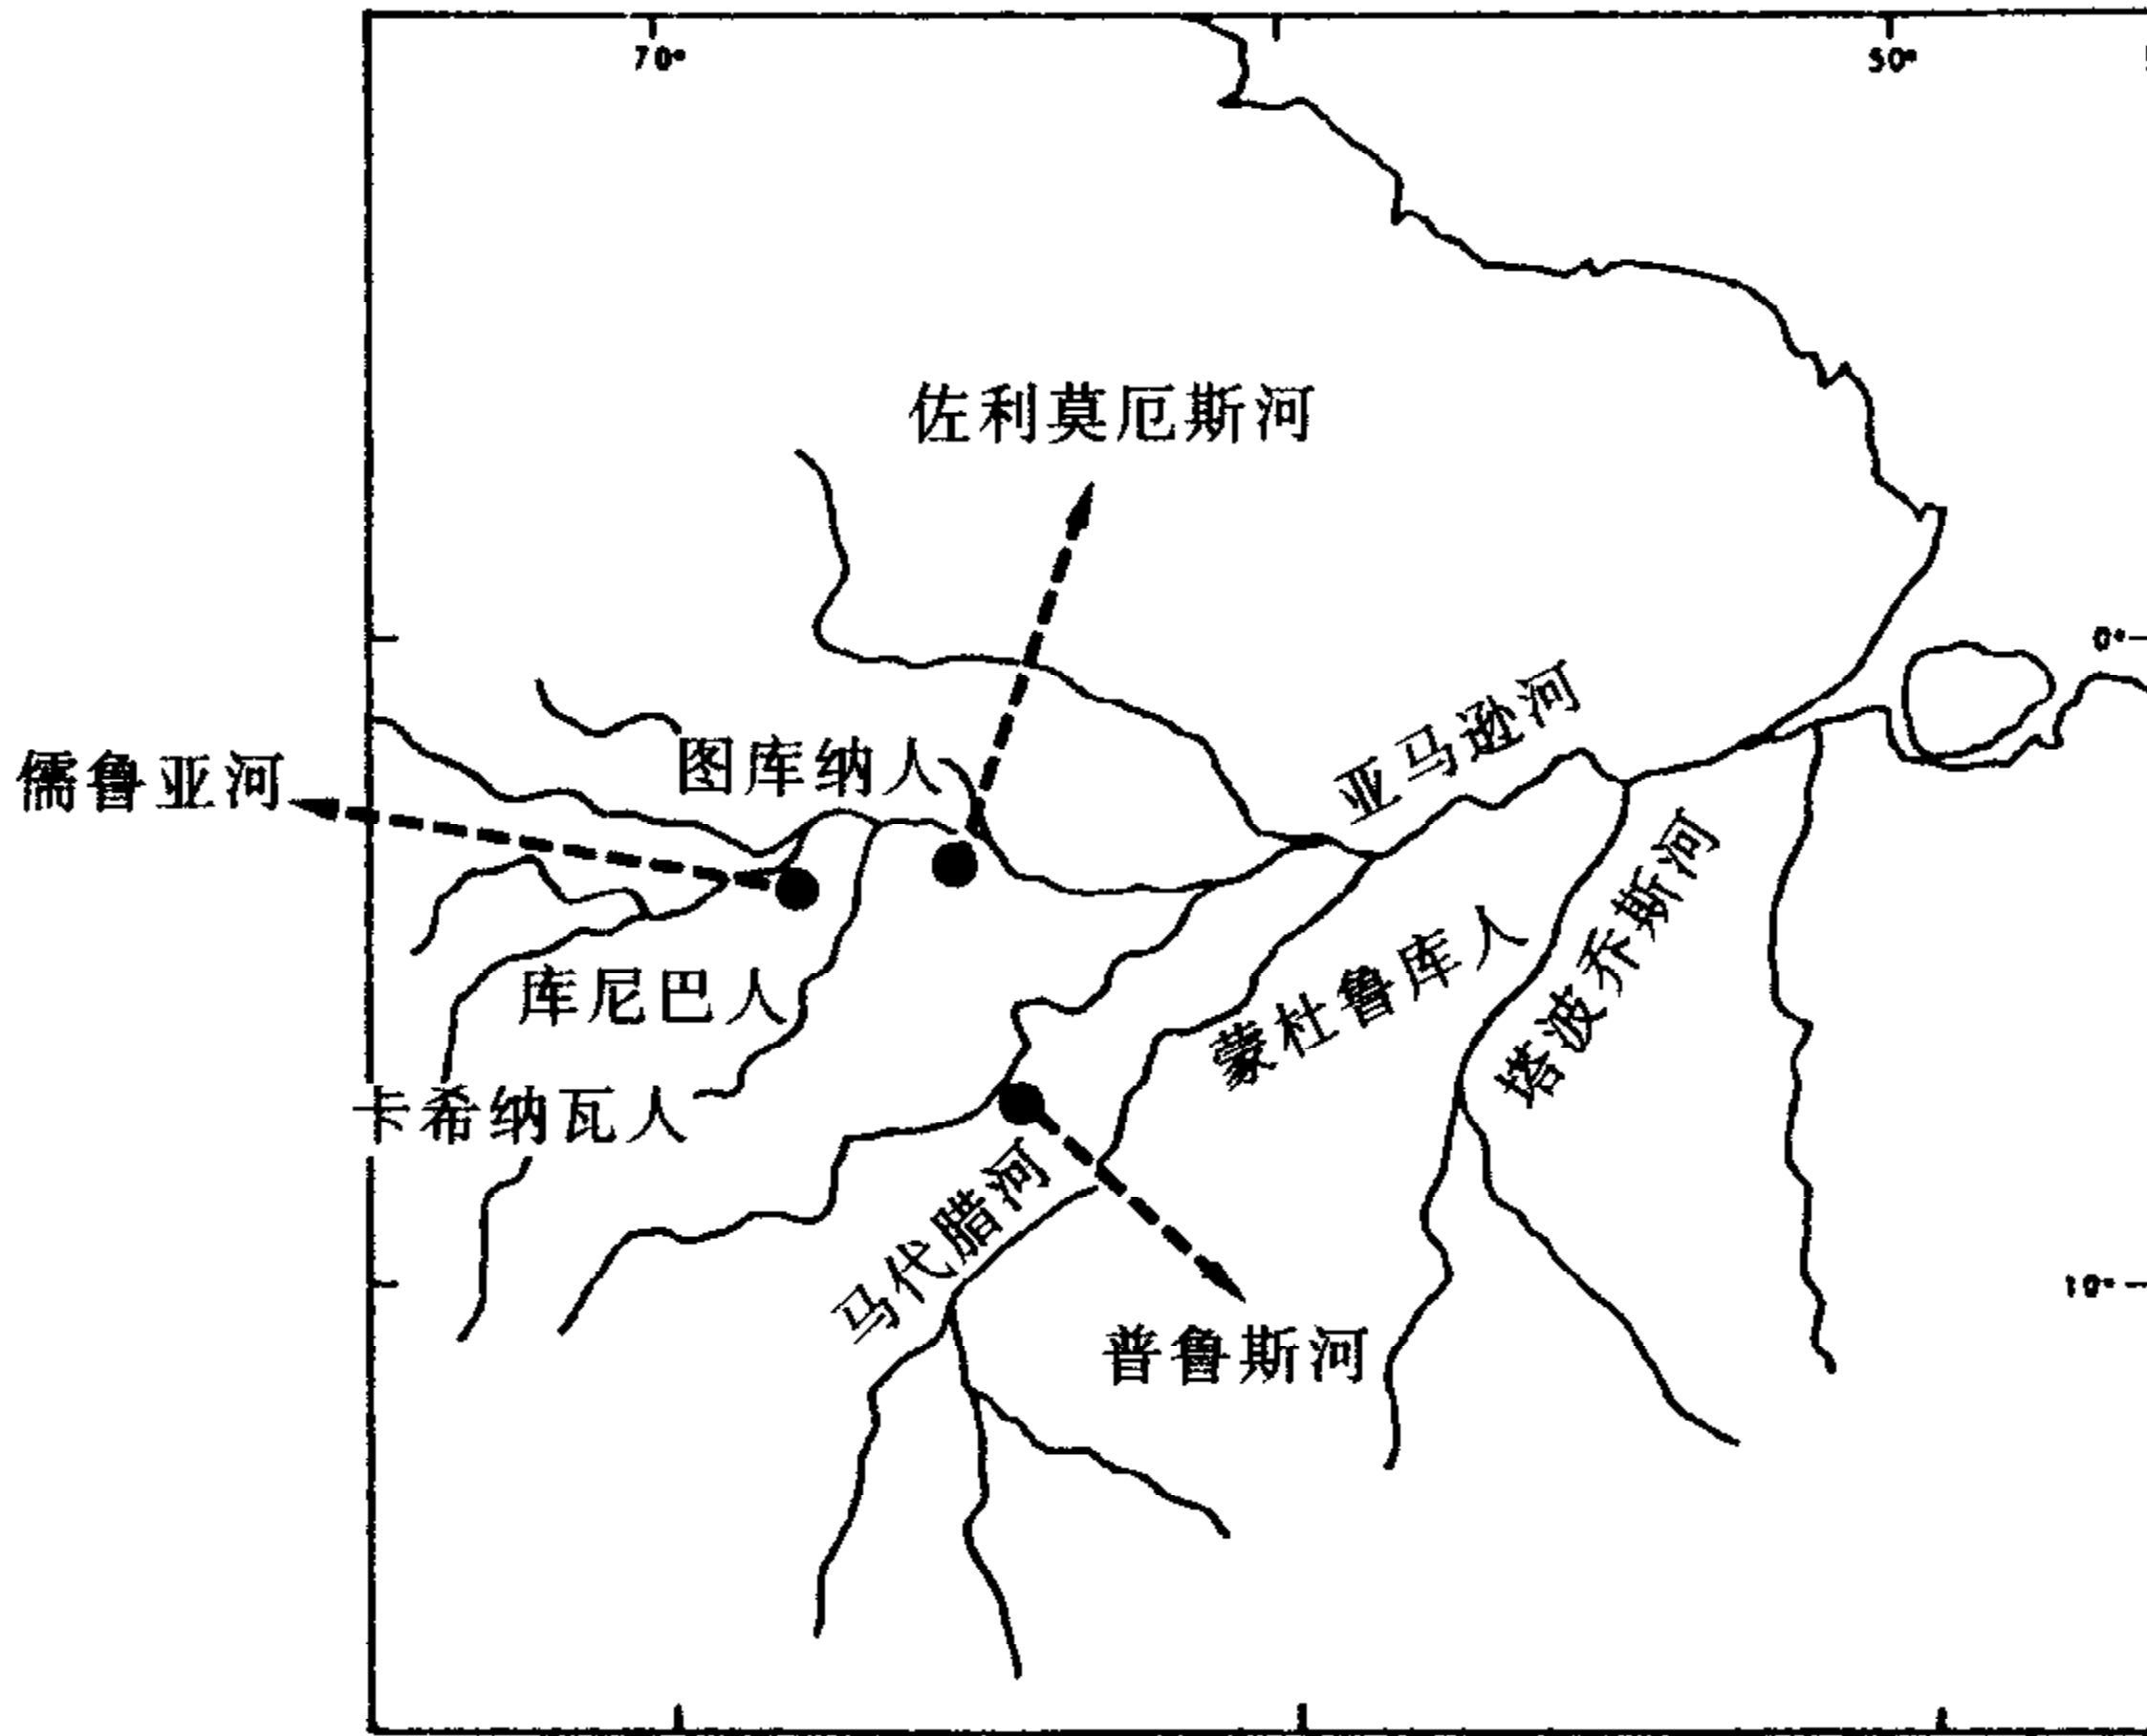 70°
50°
佐利莫厄斯河
0°
亚马逊河
图库纳人
儒鲁亚河
塔波乔斯河
蒙杜鲁库人
库尼巴人
卡希纳瓦人
马代腊河
10°
普鲁斯河